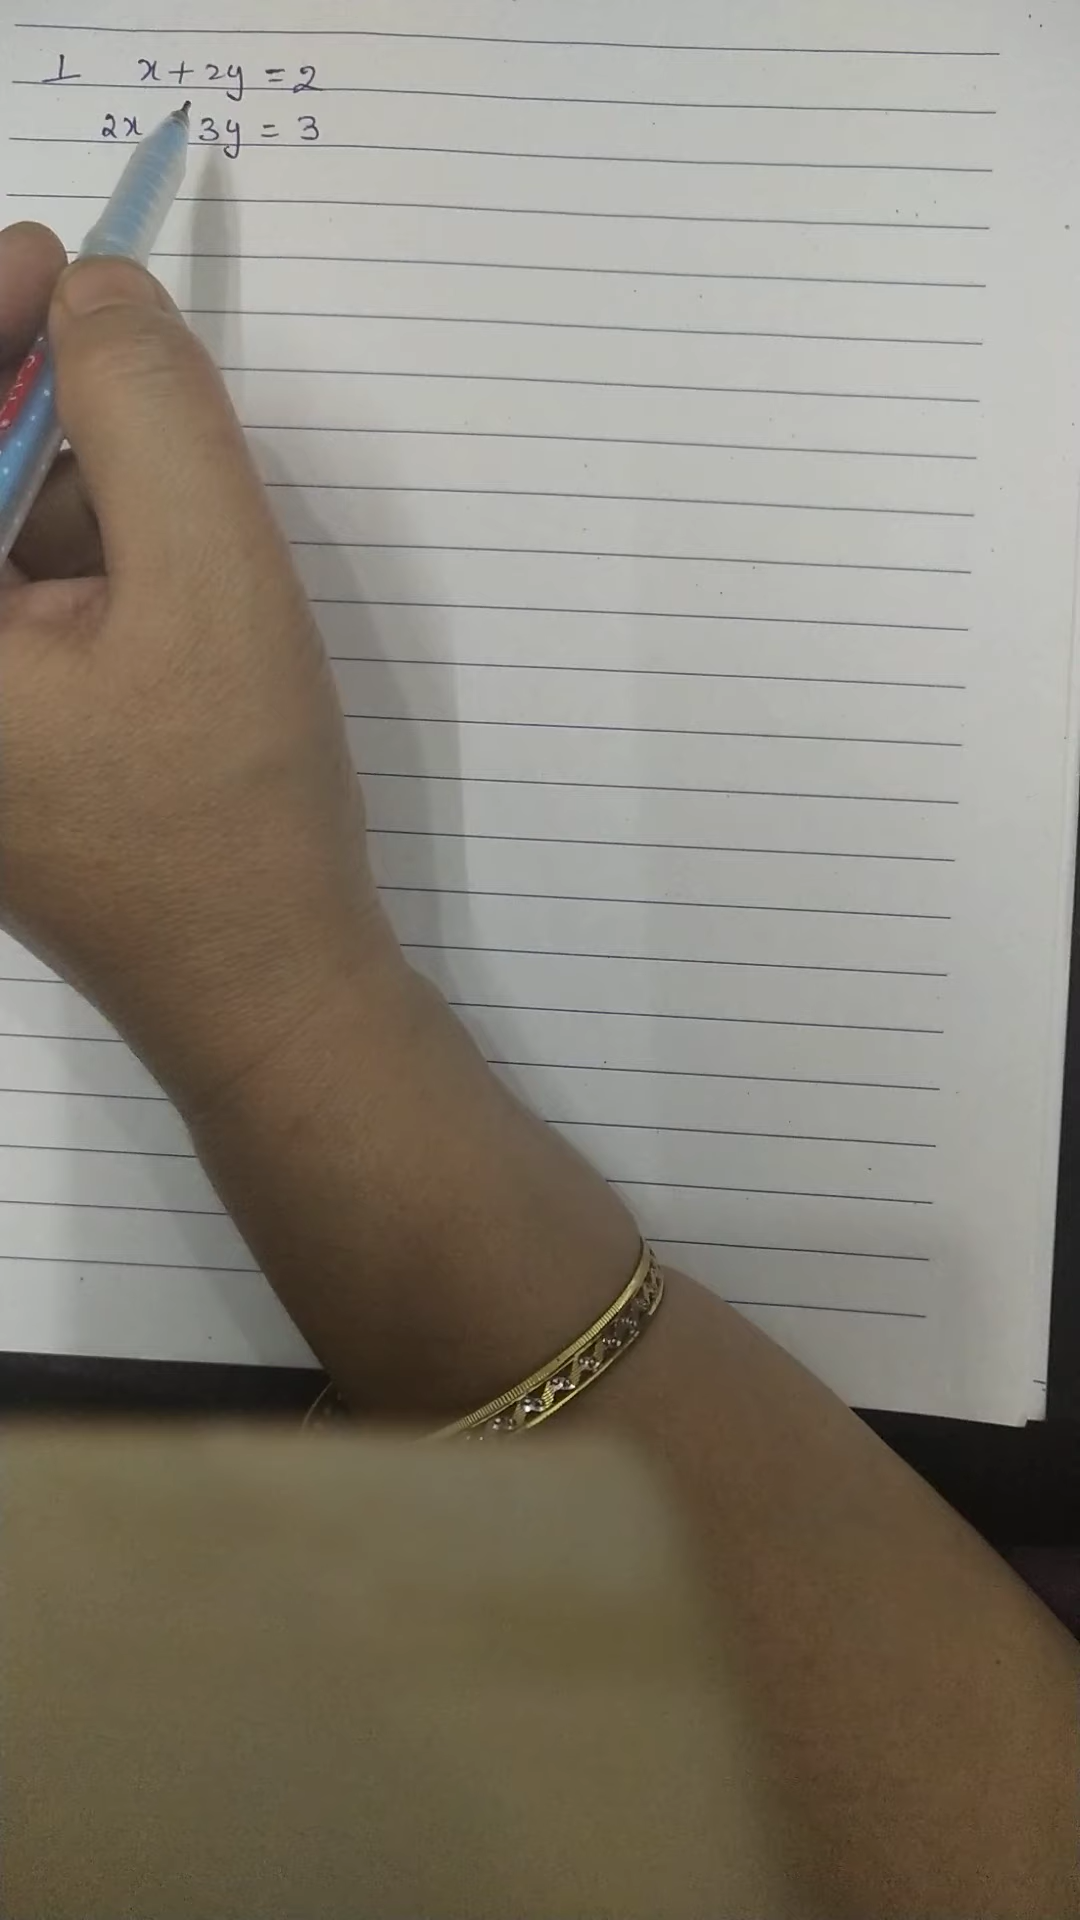 1 x + 2y = 2
2x 3y = 3